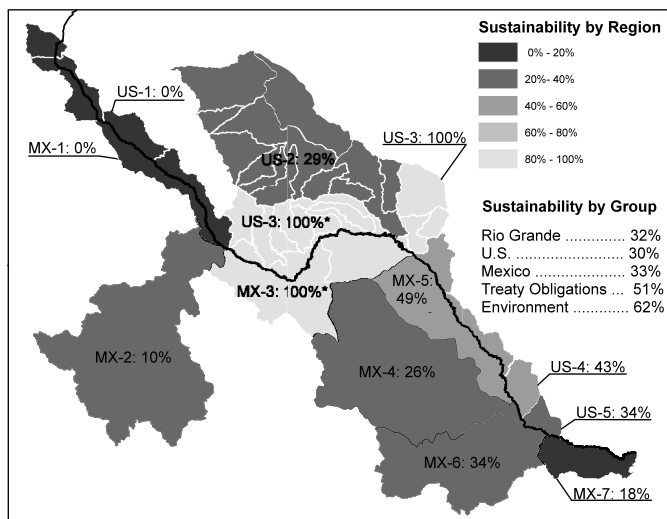 Sustainability by Region
0% - 20%
20%- 40%
40% - 60%
60% - 80%
80% - 100%
US-1: 0%
MX-1: 0%
US-2: 29%
US-3: 100%
US-3: 100%*
MX-3: 100%*
Sustainability by Group
Rio Grande .............. 32%
U.S. ......................... 30%
Mexico .................... 33%
Treaty Obligations ... 51%
Environment ............ 62%
MX-5:
49%
MX-2: 10%
MX-4: 26%
US-4: 43%
US-5: 34%
MX-6: 34%
MX-7: 18%